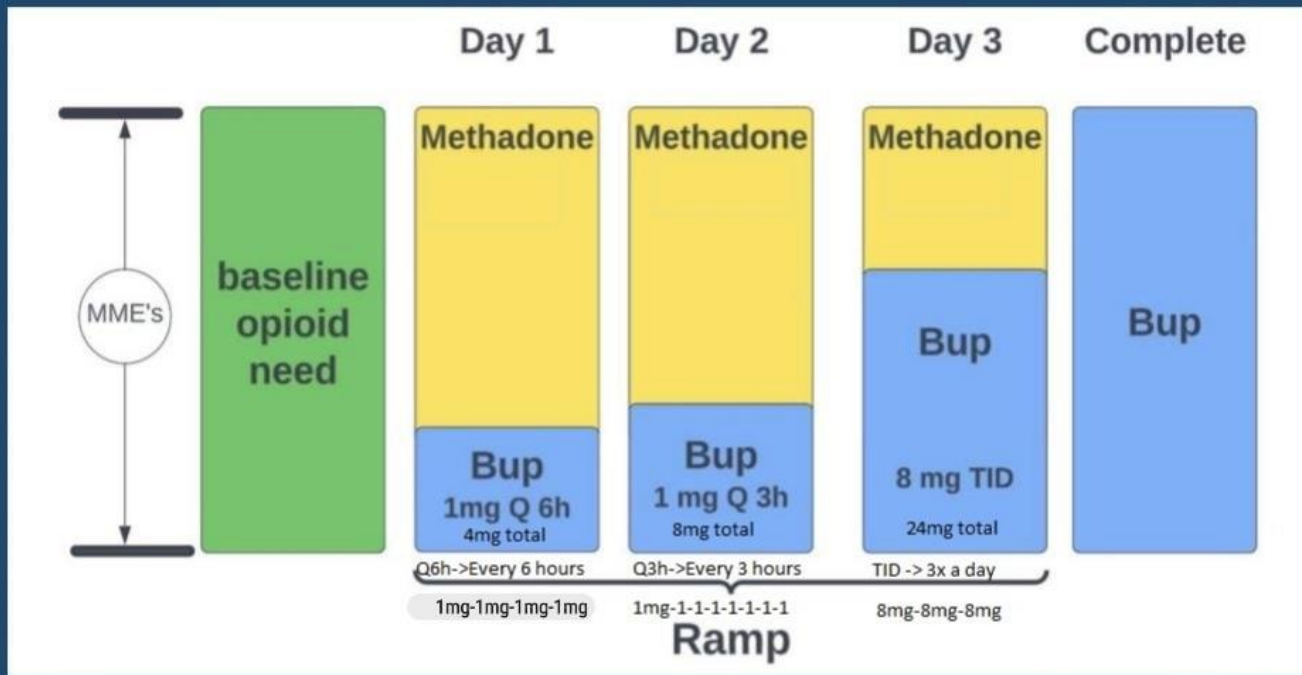 Day 1
Day 2
Day 3
Complete
MME's
baseline
opioid
need
Methadone
Bup
1mg Q 6h
4mg total
Methadone
Bup
1 mg Q 3h
8mg total
Methadone
Bup
8 mg TID
24mg total
Bup
Q6h->Every 6 hours
Q3h->Every 3 hours
TID -> 3x a day
1mg-1mg-1mg-1mg
1mg-1-1-1-1-1-1-1
8mg-8mg-8mg
Ramp